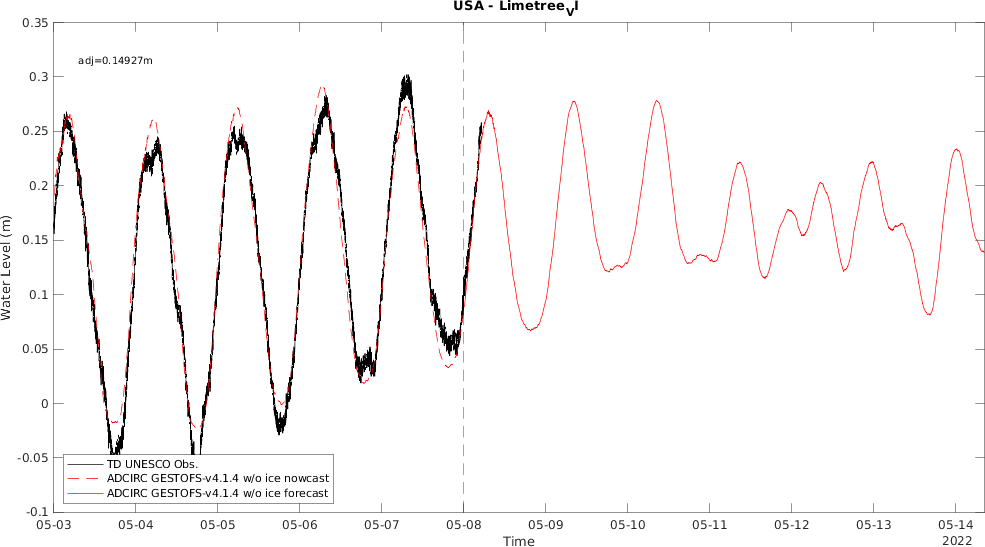 USA - Limetree_VI
0.35
adj=0.14927m
0.3
0.25
0.2
0.15
0.1
0.05
0
-0.05
-0.1
Water Level (m)
TD UNESCO Obs.
ADCIRC GESTOFS-v4.1.4 w/o ice nowcast
ADCIRC GESTOFS-v4.1.4 w/o ice forecast
05-03 05-04 05-05 05-06 05-07 05-08 05-09 05-10 05-11 05-12 05-13 05-14
Time 2022